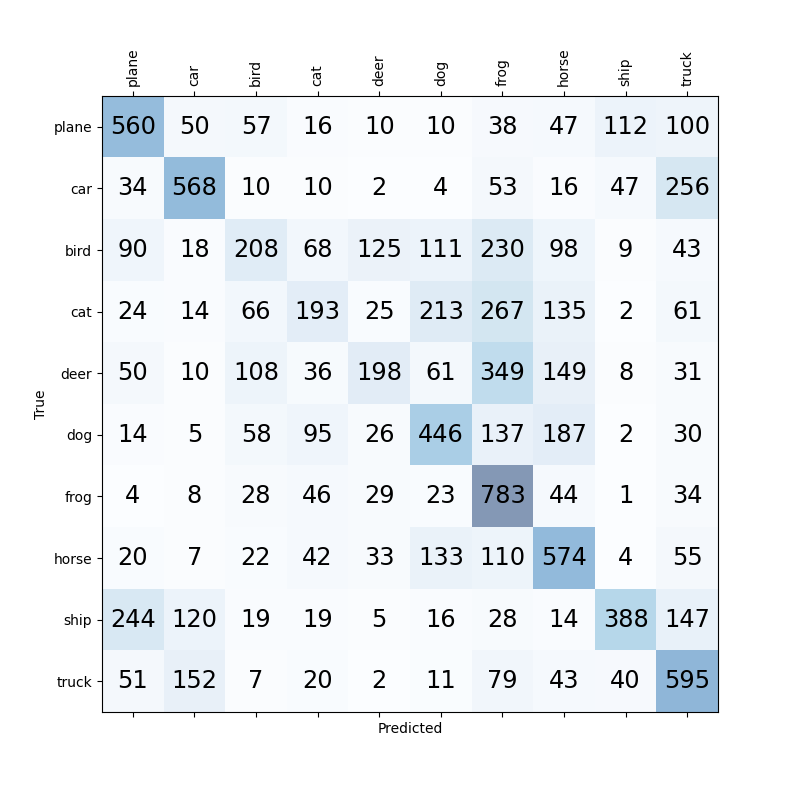 plane car bird cat deer dog frog horse ship truck
plane 560 50 57 16 10 10 38 47 112 100
car 34 568 10 10 2 4 53 16 47 256
bird 90 18 208 68 125 111 230 98 9 43
cat 24 14 66 193 25 213 267 135 2 61
deer 50 10 108 36 198 61 349 149 8 31
True
dog 14 5 58 95 26 446 137 187 2 30
frog 4 8 28 46 29 23 783 44 1 34
horse 20 7 22 42 33 133 110 574 4 55
ship 244 120 19 19 5 16 28 14 388 147
truck 51 152 7 20 2 11 79 43 40 595
Predicted